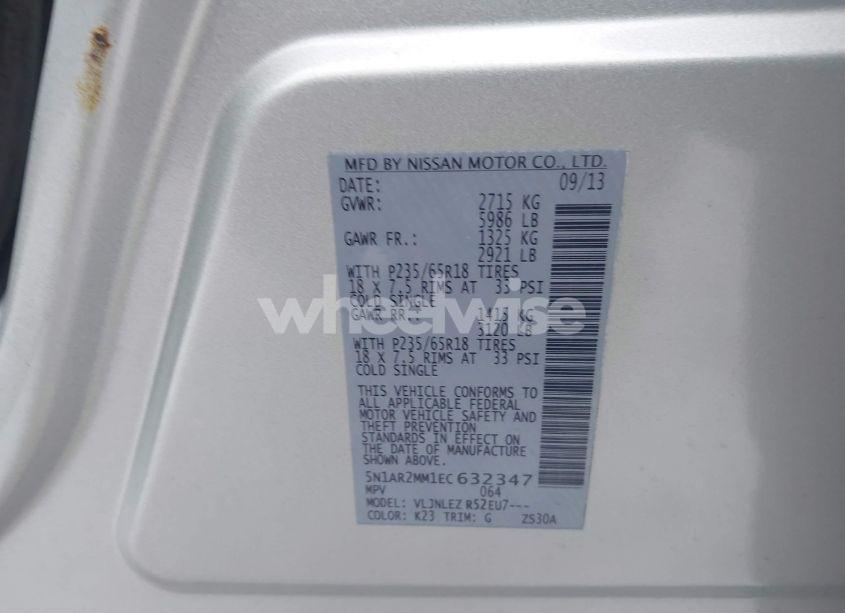 MFD BY NISSAN MOTOR CO., LTD.
DATE: 09/13
GVWR: 2715 KG
5986 LB
GAWR FR.: 1325 KG
2921 LB
WITH P235/65R18 TIRES
18 X 7.5 RIMS AT 33 PSI
COLD SINGLE
wheelwise
GAWR RR.: 1415 KG
3120 LB
WITH P235/65R18 TIRES
18 X 7.5 RIMS AT 33 PSI
COLD SINGLE
THIS VEHICLE CONFORMS TO
ALL APPLICABLE FEDERAL
MOTOR VEHICLE SAFETY AND
THEFT PREVENTION
STANDARDS IN EFFECT ON
THE DATE OF MANUFACTURE
SHOWN ABOVE.
5N1AR2MM1EC632347
MPV 064
MODEL: VLJNLEZ R52EU7---
COLOR: K23 TRIM: G ZS30A